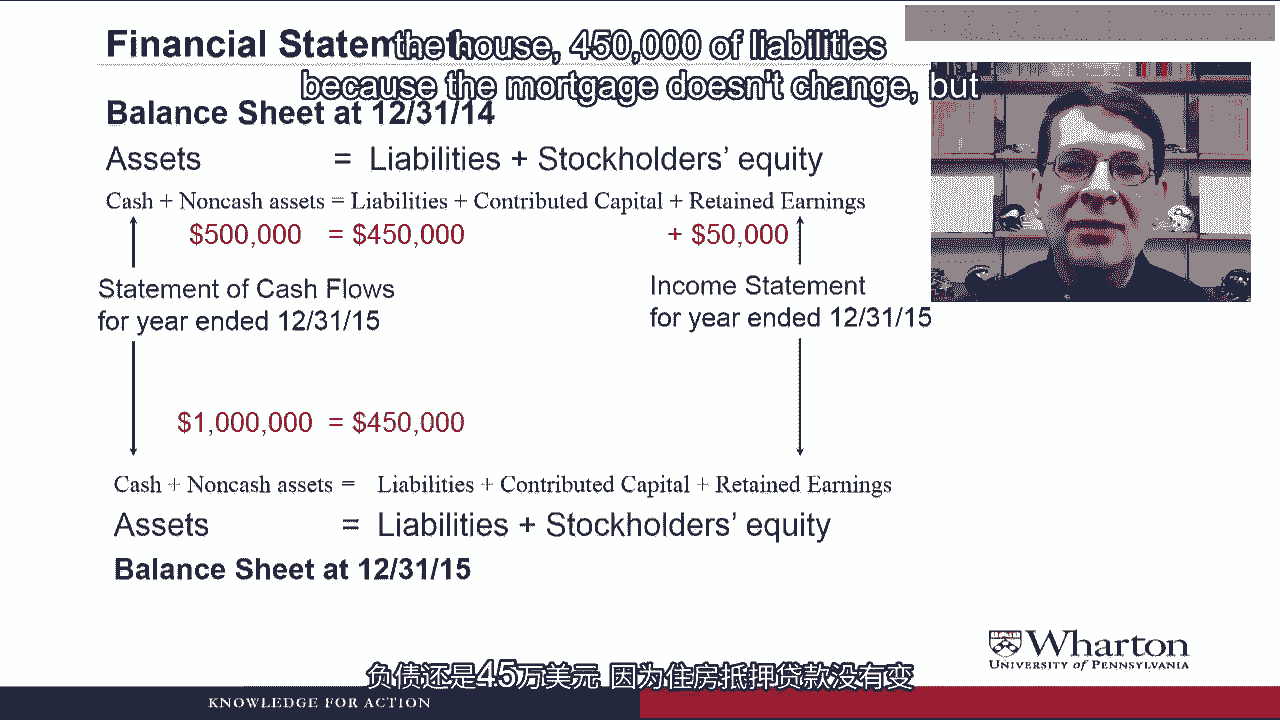 Financial Statem
the house, 450,000 of liabilities
because the mortgage doesn't change, but
Balance Sheet at 12/31/14
Assets = Liabilities + Stockholders' equity
Cash + Noncash assets = Liabilities + Contributed Capital + Retained Earnings
$500,000 = $450,000 + $50,000
Statement of Cash Flows
for year ended 12/31/15
Income Statement
for year ended 12/31/15
$1,000,000 = $450,000
Cash + Noncash assets = Liabilities + Contributed Capital + Retained Earnings
Assets = Liabilities + Stockholders' equity
Balance Sheet at 12/31/15
Wharton
UNIVERSITY of PENNSYLVANIA
负债还是45万美元 因为住房抵押贷款没有变
KNOWLEDGE FOR ACTION